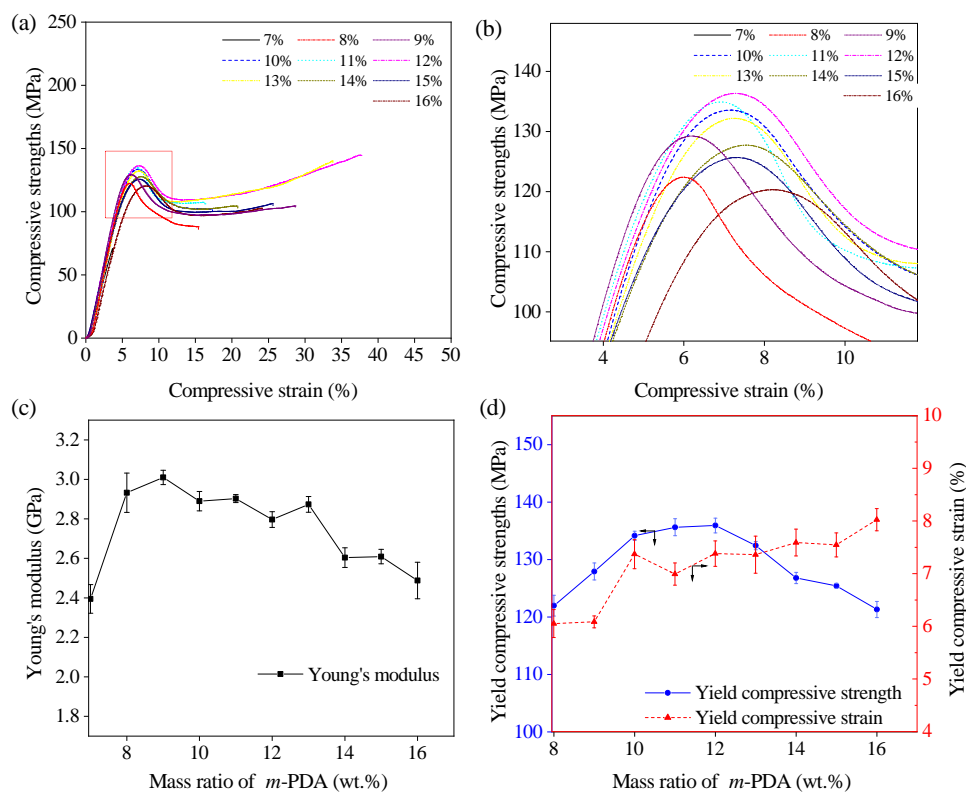 (a)
250
200
150
100
50
0
Compressive strengths (MPa)
7% 8% 9%
10% 11% 12%
13% 14% 15%
16%
0 5 10 15 20 25 30 35 40 45 50
Compressive strain (%)
(b)
140
130
120
110
100
Compressive strengths (MPa)
7% 8% 9%
10% 11% 12%
13% 14% 15%
16%
4 6 8 10
Compressive strain (%)
(c)
3.2
3.0
2.8
2.6
2.4
2.2
2.0
1.8
Young's modulus (GPa)
Young's modulus
8 10 12 14 16
Mass ratio of m-PDA (wt.%)
(d)
150
140
130
120
110
100
Yield compressive strengths (MPa)
10
9
8
7
6
5
4
Yield compressive strain (%)
Yield compressive strength
Yield compressive strain
8 10 12 14 16
Mass ratio of m-PDA (wt.%)